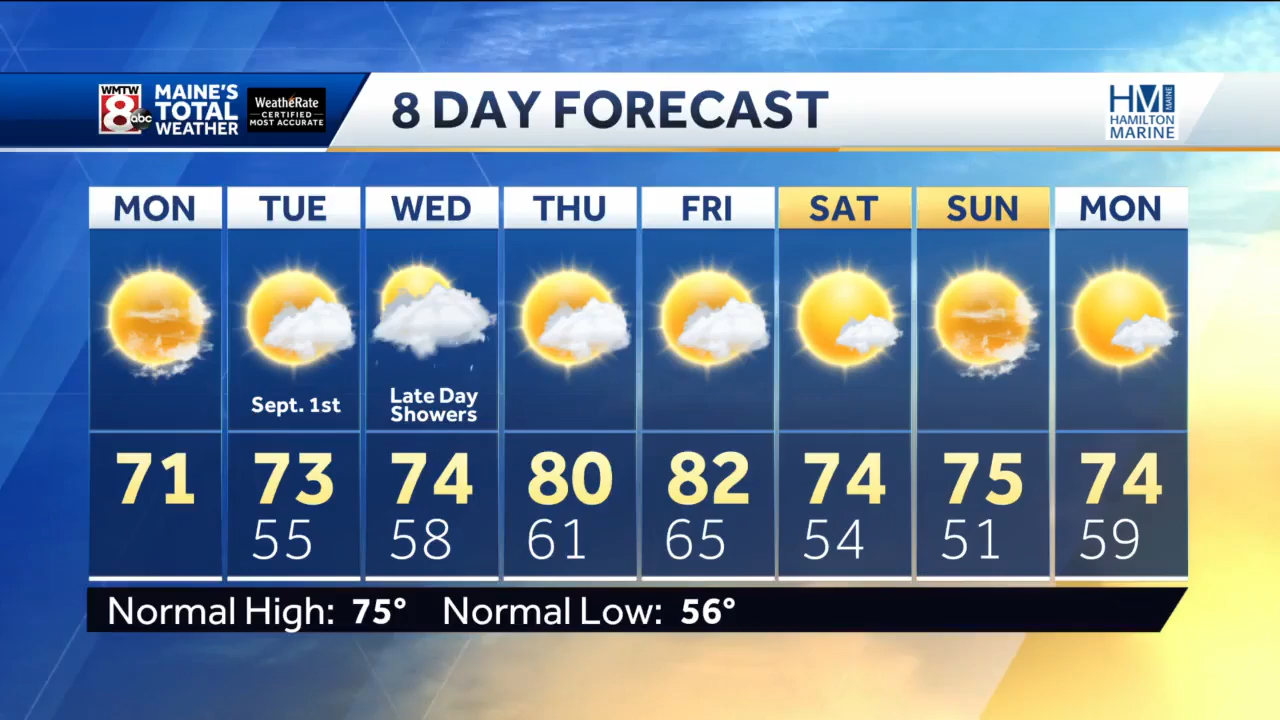 WMTW
8
abc
MAINE'S
TOTAL
WEATHER
WeatheRate
CERTIFIED
MOST ACCURATE
8 DAY FORECAST
HM MAINE
HAMILTON
MARINE
MON TUE WED THU FRI SAT SUN MON
Sept. 1st
Late Day
Showers
71 73 74 80 82 74 75 74
55 58 61 65 54 51 59
Normal High: 75° Normal Low: 56°